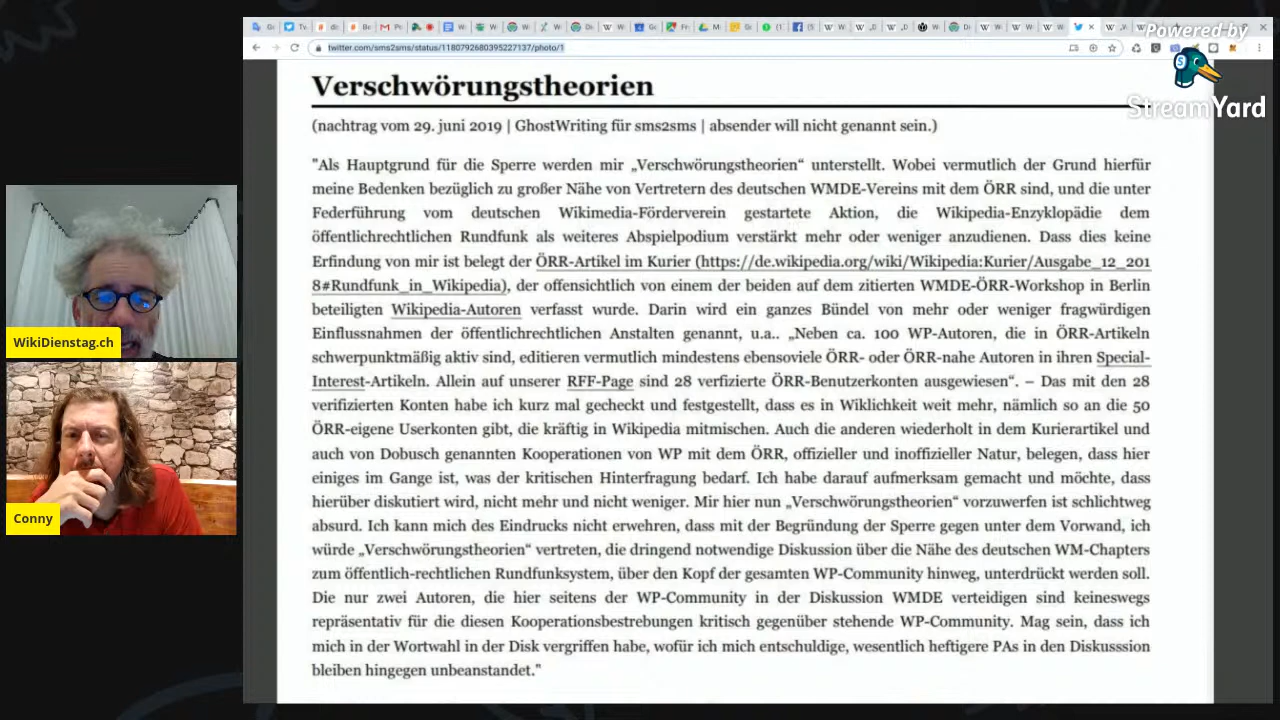 twitter.com/sms2sms/status/1180792680395227137/photo/1
Powered by
StreamYard
Verschwörungstheorien
(nachtrag vom 29. juni 2019 | GhostWriting für sms2sms | absender will nicht genannt sein.)
"Als Hauptgrund für die Sperre werden mir „Verschwörungstheorien“ unterstellt. Wobei vermutlich der Grund hierfür
meine Bedenken bezüglich zu großer Nähe von Vertretern des deutschen WMDE-Vereins mit dem ÖRR sind, und die unter
Federführung vom deutschen Wikimedia-Förderverein gestartete Aktion, die Wikipedia-Enzyklopädie dem
öffentlichrechtlichen Rundfunk als weiteres Abspielpodium verstärkt mehr oder weniger anzudienen. Dass dies keine
Erfindung von mir ist belegt der ÖRR-Artikel im Kurier (https://de.wikipedia.org/wiki/Wikipedia:Kurier/Ausgabe_12_201
8#Rundfunk_in_Wikipedia), der offensichtlich von einem der beiden auf dem zitierten WMDE-ÖRR-Workshop in Berlin
beteiligten Wikipedia-Autoren verfasst wurde. Darin wird ein ganzes Bündel von mehr oder weniger fragwürdigen
Einflussnahmen der öffentlichrechtlichen Anstalten genannt, u.a.. „Neben ca. 100 WP-Autoren, die in ÖRR-Artikeln
schwerpunktmäßig aktiv sind, editieren vermutlich mindestens ebensoviele ÖRR- oder ÖRR-nahe Autoren in ihren Special-
Interest-Artikeln. Allein auf unserer RFF-Page sind 28 verfizierte ÖRR-Benutzerkonten ausgewiesen“. – Das mit den 28
verifizierten Konten habe ich kurz mal gecheckt und festgestellt, dass es in Wiklichkeit weit mehr, nämlich so an die 50
ÖRR-eigene Userkonten gibt, die kräftig in Wikipedia mitmischen. Auch die anderen wiederholt in dem Kurierartikel und
auch von Dobusch genannten Kooperationen von WP mit dem ÖRR, offizieller und inoffizieller Natur, belegen, dass hier
einiges im Gange ist, was der kritischen Hinterfragung bedarf. Ich habe darauf aufmerksam gemacht und möchte, dass
hierüber diskutiert wird, nicht mehr und nicht weniger. Mir hier nun „Verschwörungstheorien“ vorzuwerfen ist schlichtweg
absurd. Ich kann mich des Eindrucks nicht erwehren, dass mit der Begründung der Sperre gegen unter dem Vorwand, ich
würde „Verschwörungstheorien“ vertreten, die dringend notwendige Diskussion über die Nähe des deutschen WM-Chapters
zum öffentlich-rechtlichen Rundfunksystem, über den Kopf der gesamten WP-Community hinweg, unterdrückt werden soll.
Die nur zwei Autoren, die hier seitens der WP-Community in der Diskussion WMDE verteidigen sind keineswegs
repräsentativ für die diesen Kooperationsbestrebungen kritisch gegenüber stehende WP-Community. Mag sein, dass ich
mich in der Wortwahl in der Disk vergriffen habe, wofür ich mich entschuldige, wesentlich heftigere PAs in den Diskusssion
bleiben hingegen unbeanstandet."
WikiDienstag.ch
Conny